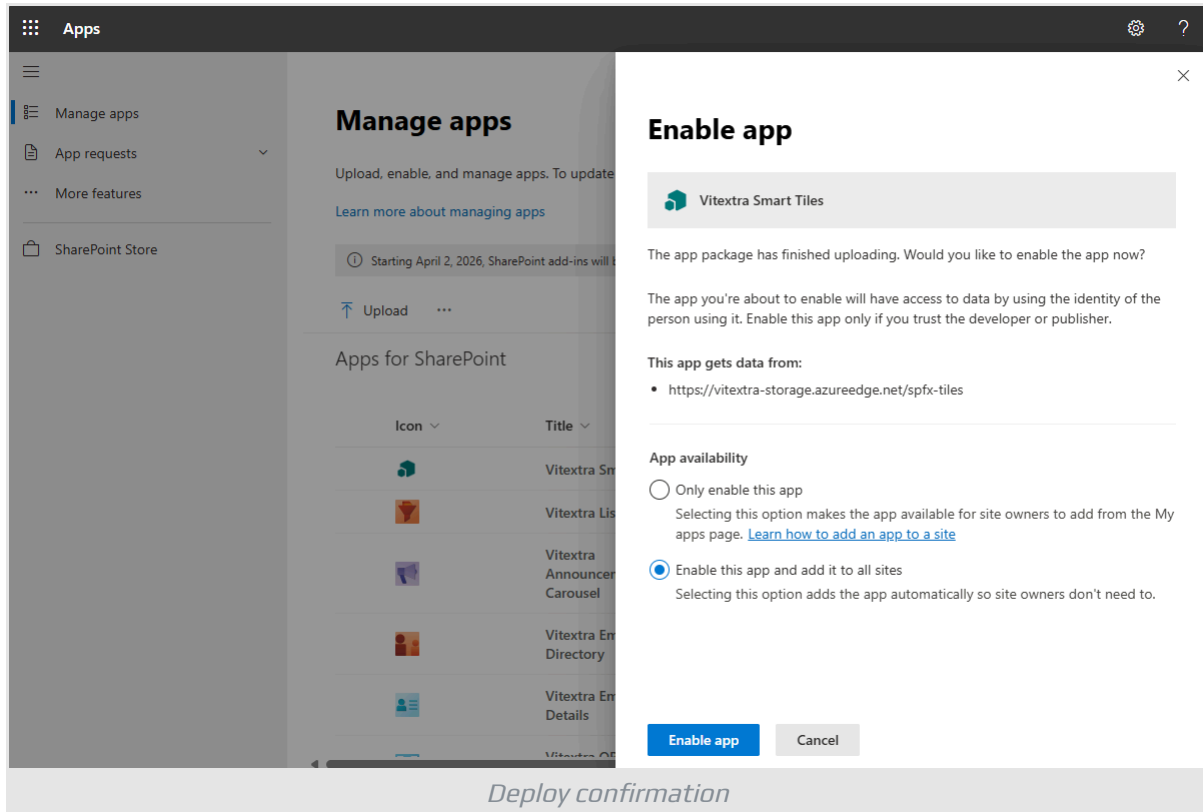 Apps
?
Manage apps
App requests
More features
SharePoint Store
Manage apps
Upload, enable, and manage apps. To update
Learn more about managing apps
Starting April 2, 2026, SharePoint add-ins will
Upload
Apps for SharePoint
Icon
Title
Vitextra Sm
Vitextra Lis
Vitextra
Announcer
Carousel
Vitextra Em
Directory
Vitextra Em
Details
Enable app
Vitextra Smart Tiles
The app package has finished uploading. Would you like to enable the app now?
The app you're about to enable will have access to data by using the identity of the
person using it. Enable this app only if you trust the developer or publisher.
This app gets data from:
• https://vitextra-storage.azureedge.net/spfx-tiles
App availability
Only enable this app
Selecting this option makes the app available for site owners to add from the My
apps page. Learn how to add an app to a site
Enable this app and add it to all sites
Selecting this option adds the app automatically so site owners don't need to.
Enable app
Cancel
Deploy confirmation